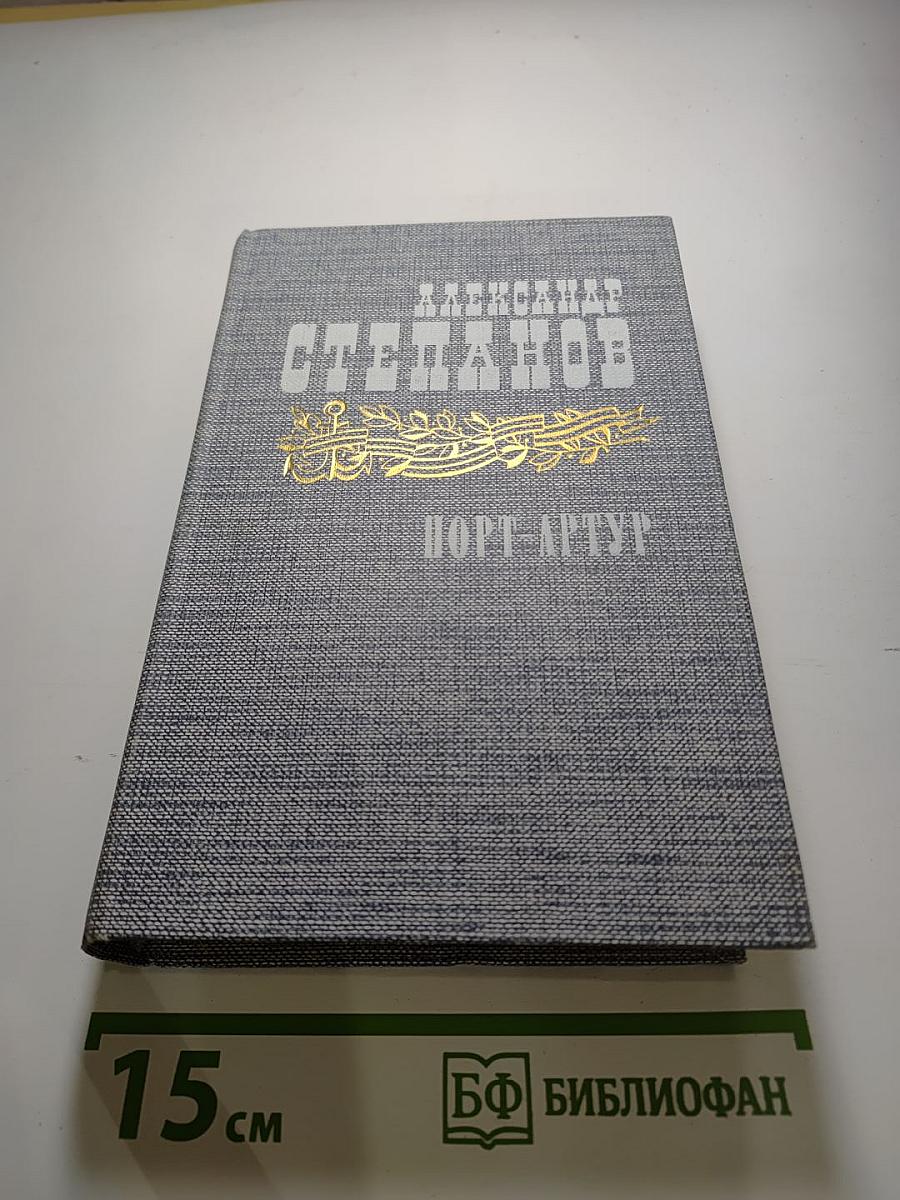 АЛЕКСАНДР
СТЕПАНОВ
ПОРТ-АРТУР
15 см
БФ БИБЛИОФАН